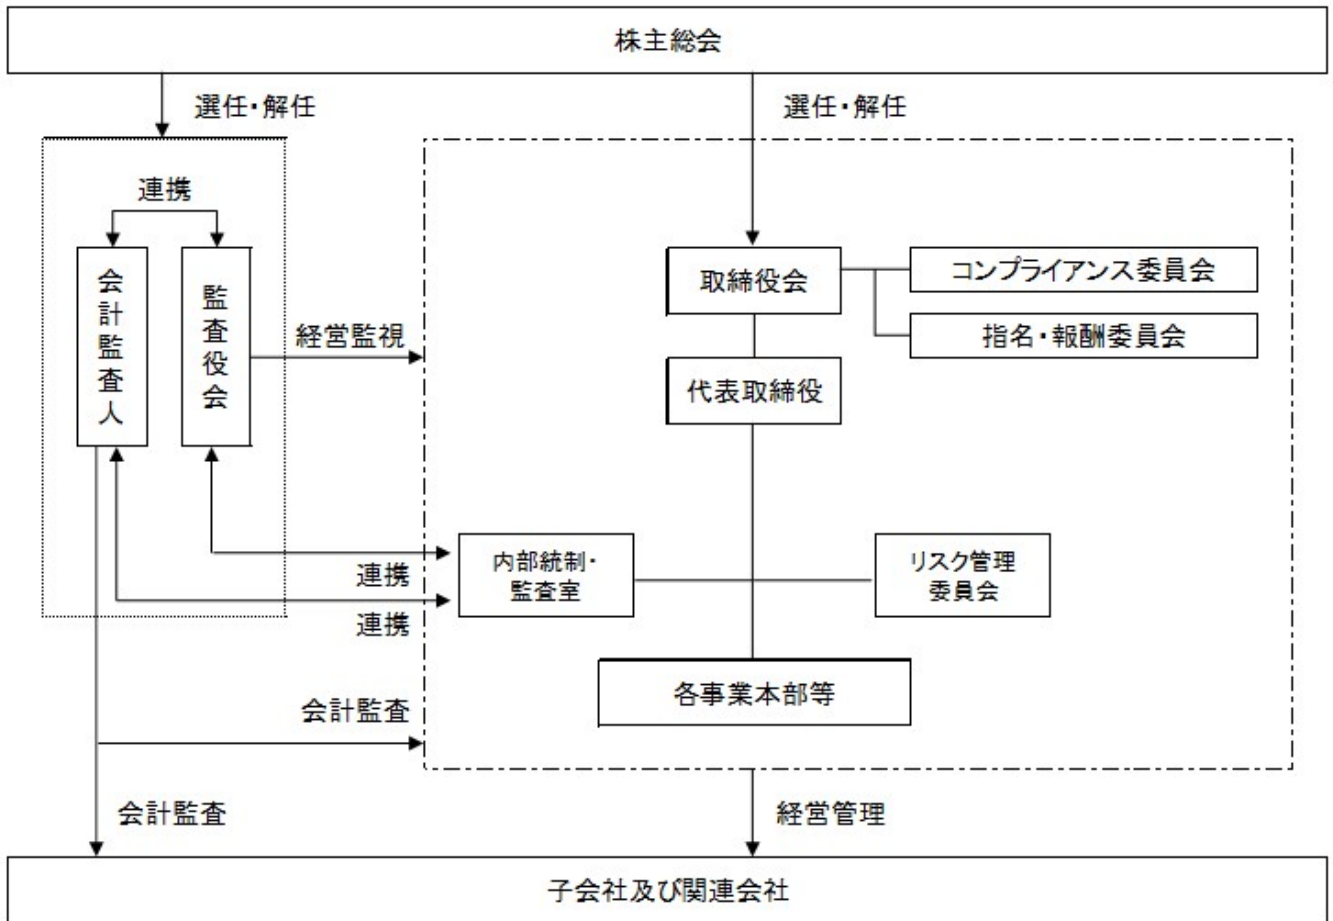 株主総会
選任・解任
選任・解任
連携
会計監査人
監査役会
経営監視
取締役会
コンプライアンス委員会
指名・報酬委員会
代表取締役
内部統制・
監査室
リスク管理
委員会
連携
連携
各事業本部等
会計監査
会計監査
経営管理
子会社及び関連会社